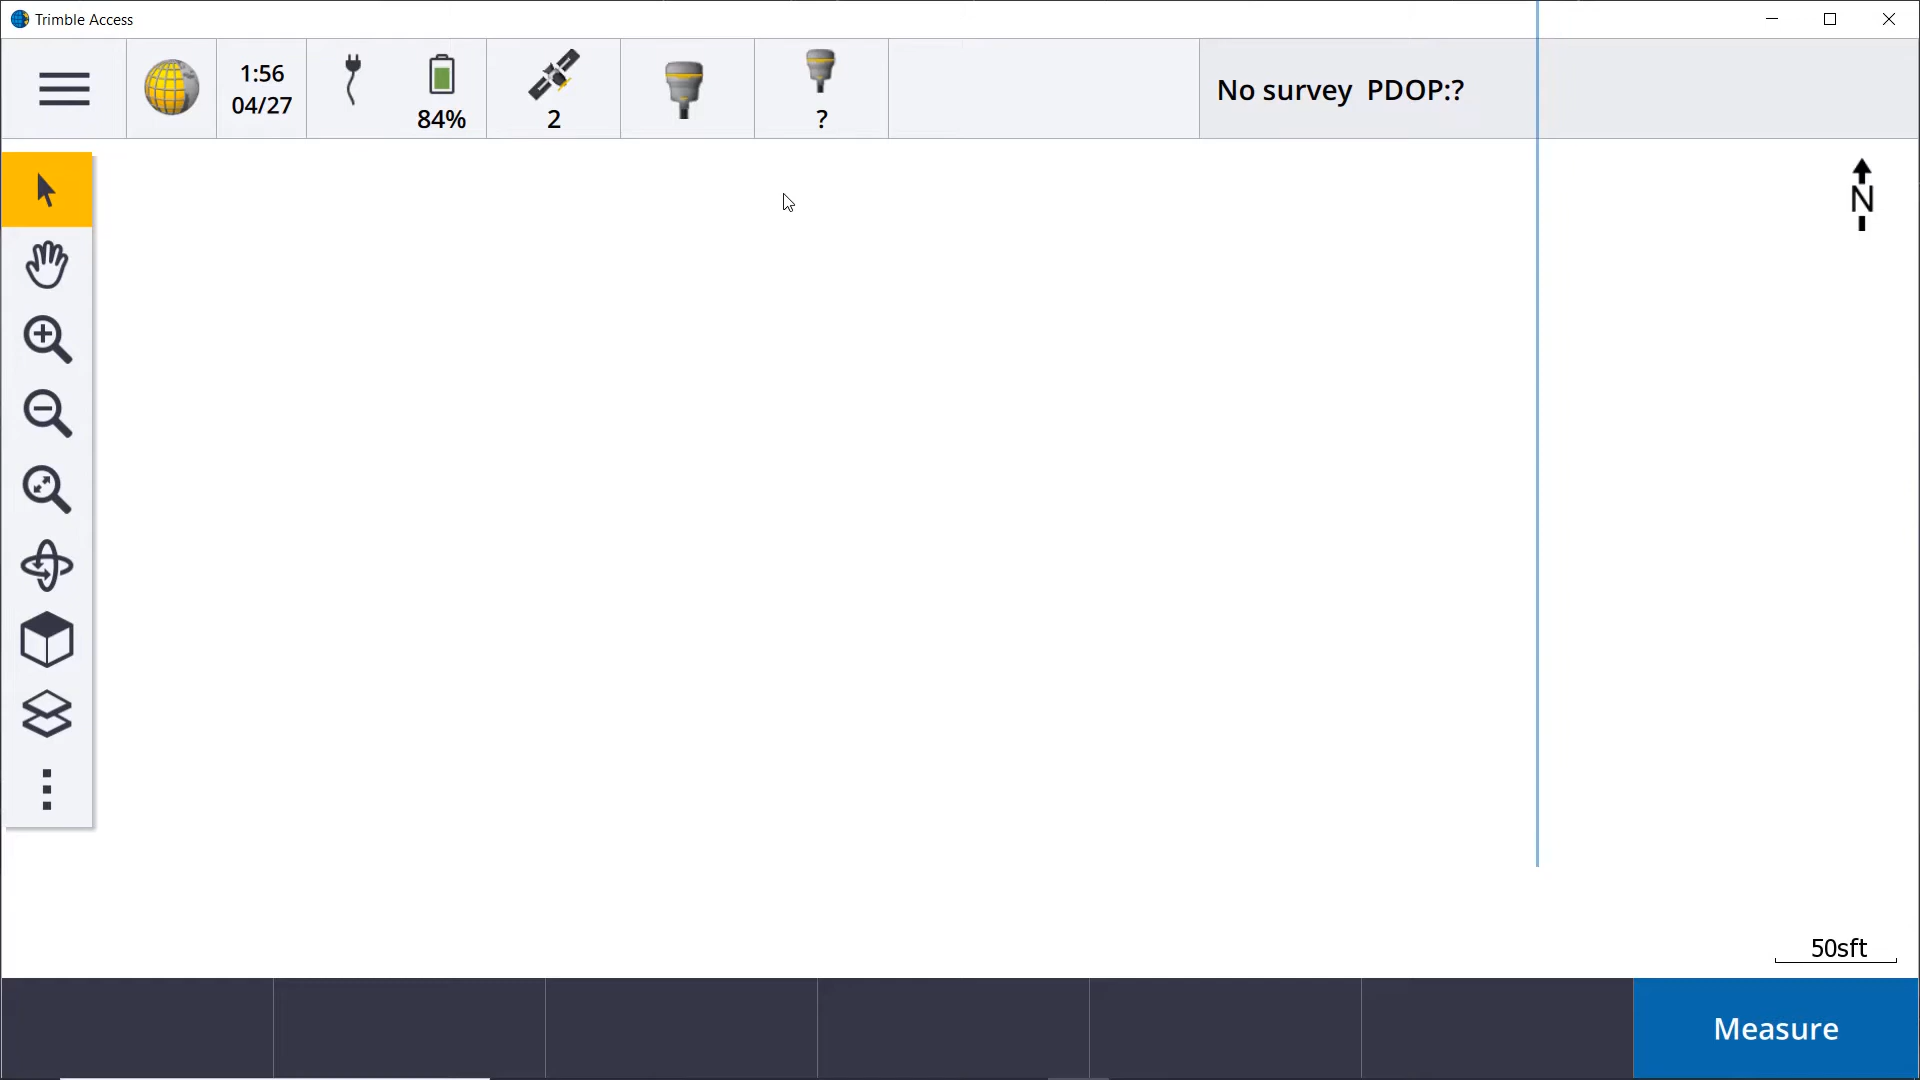 Trimble Access
1:56
04/27
84%
2
?
No survey PDOP:?
N
50sft
Measure